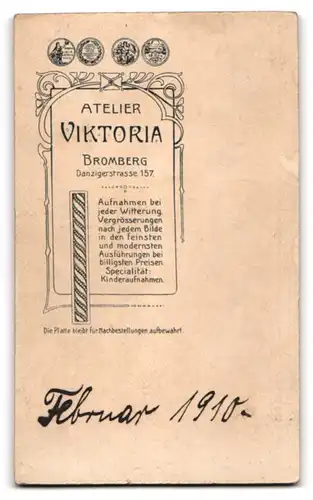 ATELIER
VIKTORIA
BROMBERG
Danzigerstrasse 157.
Aufnahmen bei
jeder Witterung.
Vergrösserungen
nach jedem Bilde
in den feinsten
und modernsten
Ausführungen bei
billigsten Preisen.
Specialität:
Kinderaufnahmen.
Die Platte bleibt für Nachbestellungen aufbewahrt.
Februar 1910.